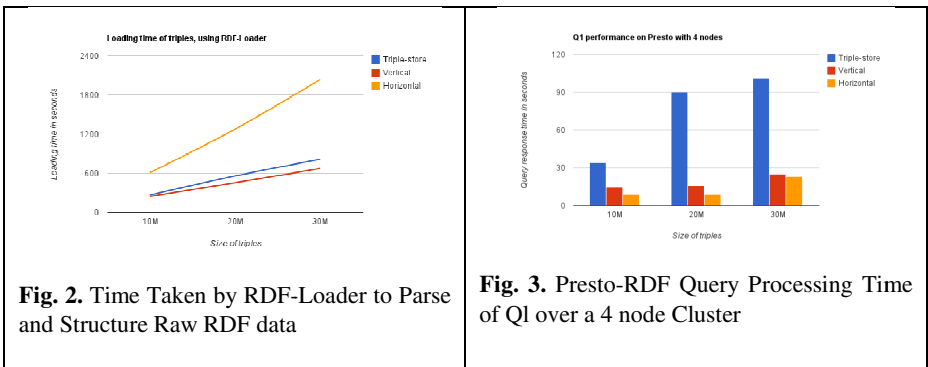 Loading time of triples, using RDF-Loader
2400
1800
1200
600
0
Loading time in seconds
10M
20M
30M
Size of triples
Triple-store
Vertical
Horizontal
Fig. 2. Time Taken by RDF-Loader to Parse
and Structure Raw RDF data
Q1 performance on Presto with 4 nodes
120
90
60
30
0
Query response time in seconds
10M
20M
30M
Size of triples
Triple-store
Vertical
Horizontal
Fig. 3. Presto-RDF Query Processing Time
of Ql over a 4 node Cluster